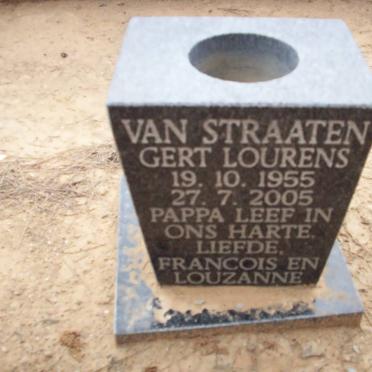 VAN STRAATEN
GERT LOURENS
19. 10. 1955
27. 7. 2005
PAPPA LEEF IN
ONS HARTE.
LIEFDE,
FRANCOIS EN
LOUZANNE